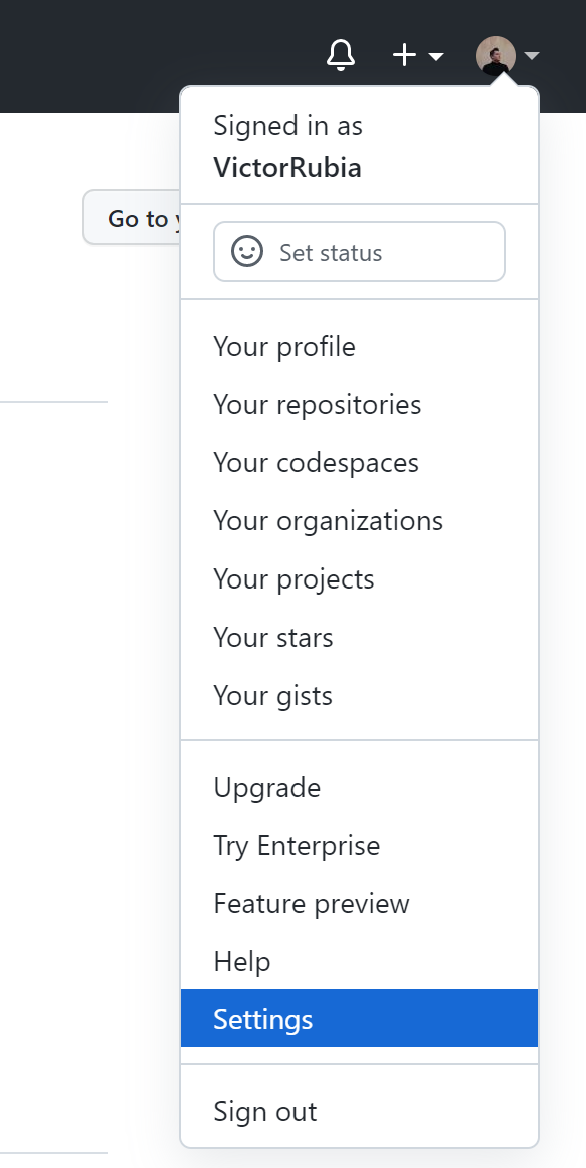 Signed in as
VictorRubia
Go to
Set status
Your profile
Your repositories
Your codespaces
Your organizations
Your projects
Your stars
Your gists
Upgrade
Try Enterprise
Feature preview
Help
Settings
Sign out